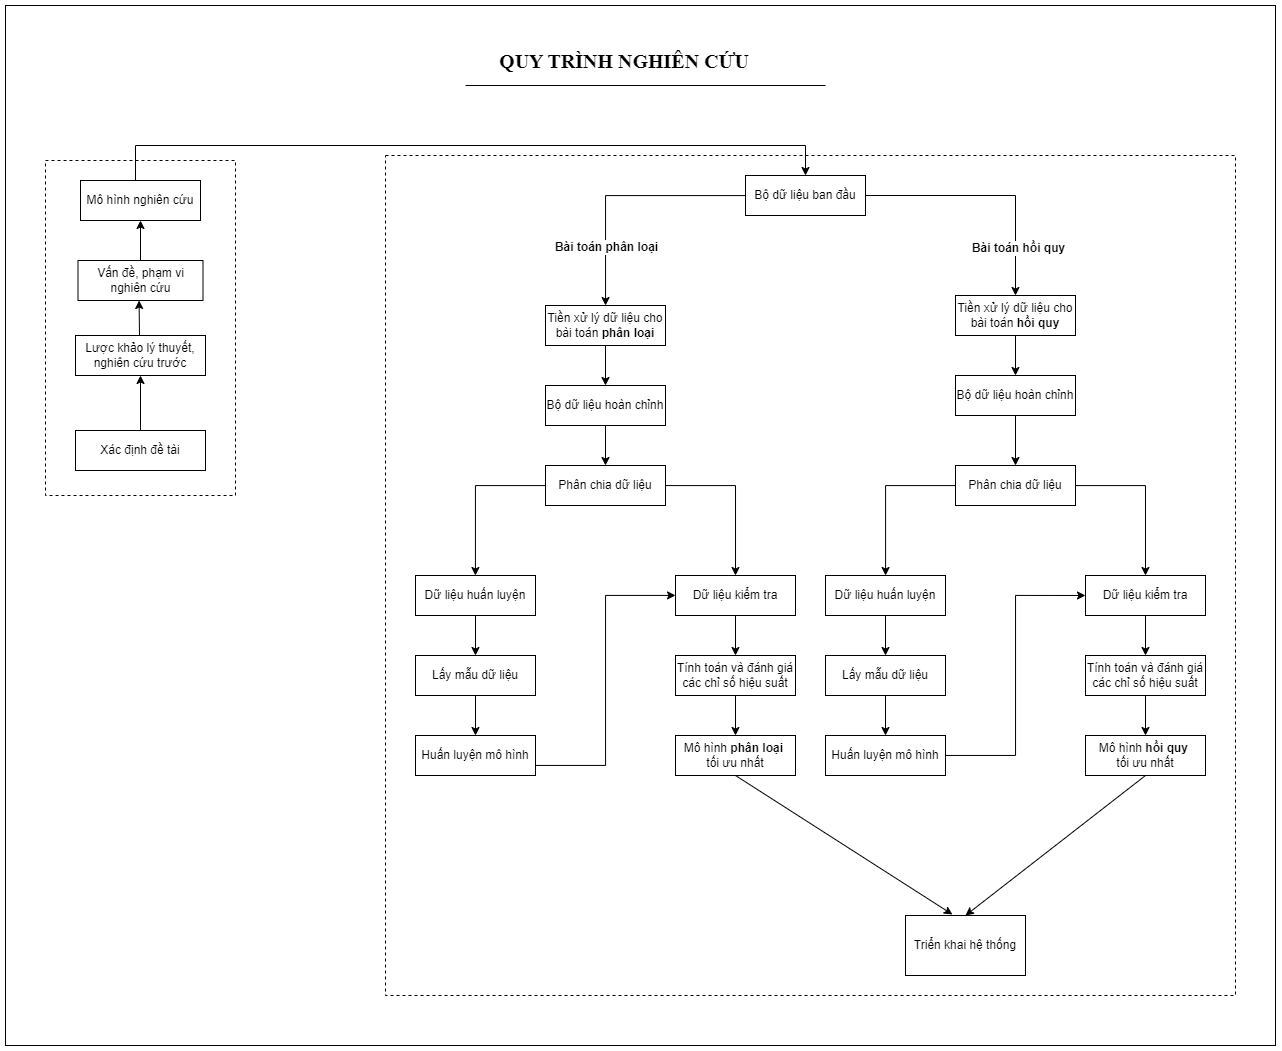 QUY TRÌNH NGHIÊN CỨU
Mô hình nghiên cứu
Vấn đề, phạm vi
nghiên cứu
Lược khảo lý thuyết,
nghiên cứu trước
Xác định đề tài
Bộ dữ liệu ban đầu
Bài toán phân loại
Tiền xử lý dữ liệu cho
bài toán phân loại
Bộ dữ liệu hoàn chỉnh
Phân chia dữ liệu
Dữ liệu huấn luyện
Lấy mẫu dữ liệu
Huấn luyện mô hình
Dữ liệu kiểm tra
Tính toán và đánh giá
các chỉ số hiệu suất
Mô hình phân loại
tối ưu nhất
Bài toán hồi quy
Tiền xử lý dữ liệu cho
bài toán hồi quy
Bộ dữ liệu hoàn chỉnh
Phân chia dữ liệu
Dữ liệu huấn luyện
Lấy mẫu dữ liệu
Huấn luyện mô hình
Dữ liệu kiểm tra
Tính toán và đánh giá
các chỉ số hiệu suất
Mô hình hồi quy
tối ưu nhất
Triển khai hệ thống